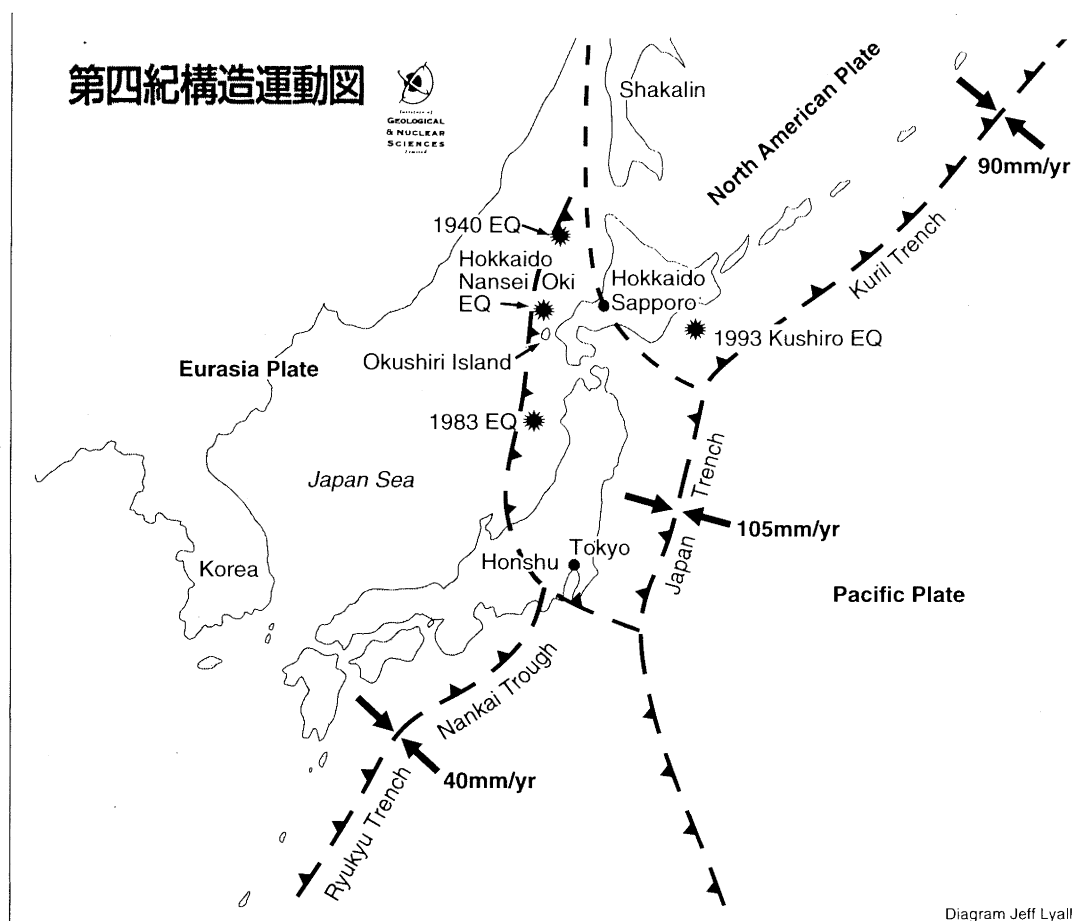 第四紀構造運動図
Institute of
GEOLOGICAL
& NUCLEAR
SCIENCES
Limited
Shakalin
North American Plate
90mm/yr
1940 EQ
Hokkaido
Nansei Oki
EQ
Hokkaido
Sapporo
Kuril Trench
1993 Kushiro EQ
Okushiri Island
Eurasia Plate
1983 EQ
Japan Sea
Japan Trench
105mm/yr
Tokyo
Honshu
Korea
Pacific Plate
Nankai Trough
40mm/yr
Ryukyu Trench
Diagram Jeff Lyall